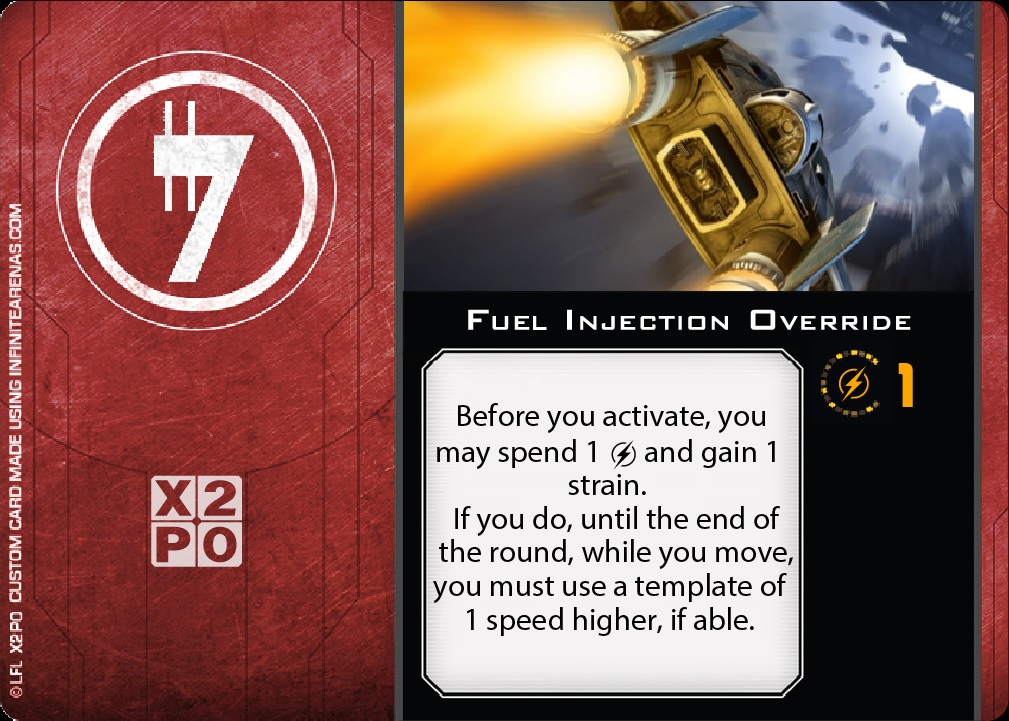 ©LFL X2PO CUSTOM CARD MADE USING INFINITEARENAS.COM
7
X2
PO
Fuel Injection Override
1
Before you activate, you
may spend 1 and gain 1
strain.
If you do, until the end of
the round, while you move,
you must use a template of
1 speed higher, if able.